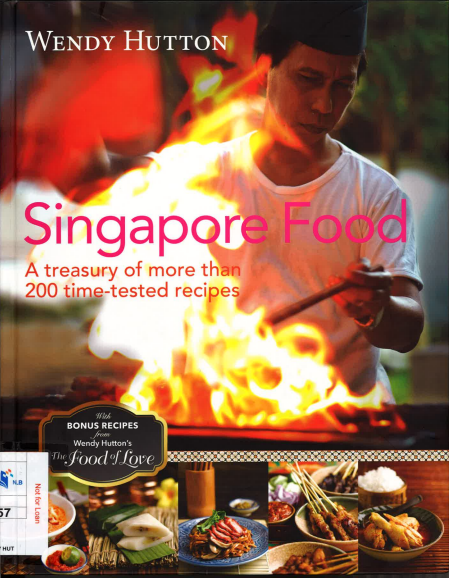 WENDY HUTTON
Singapore Food
A treasury of more than
200 time-tested recipes
With
BONUS RECIPES
from
Wendy Hutton's
The Food of Love
NLB
Not for Loan
57
HUT